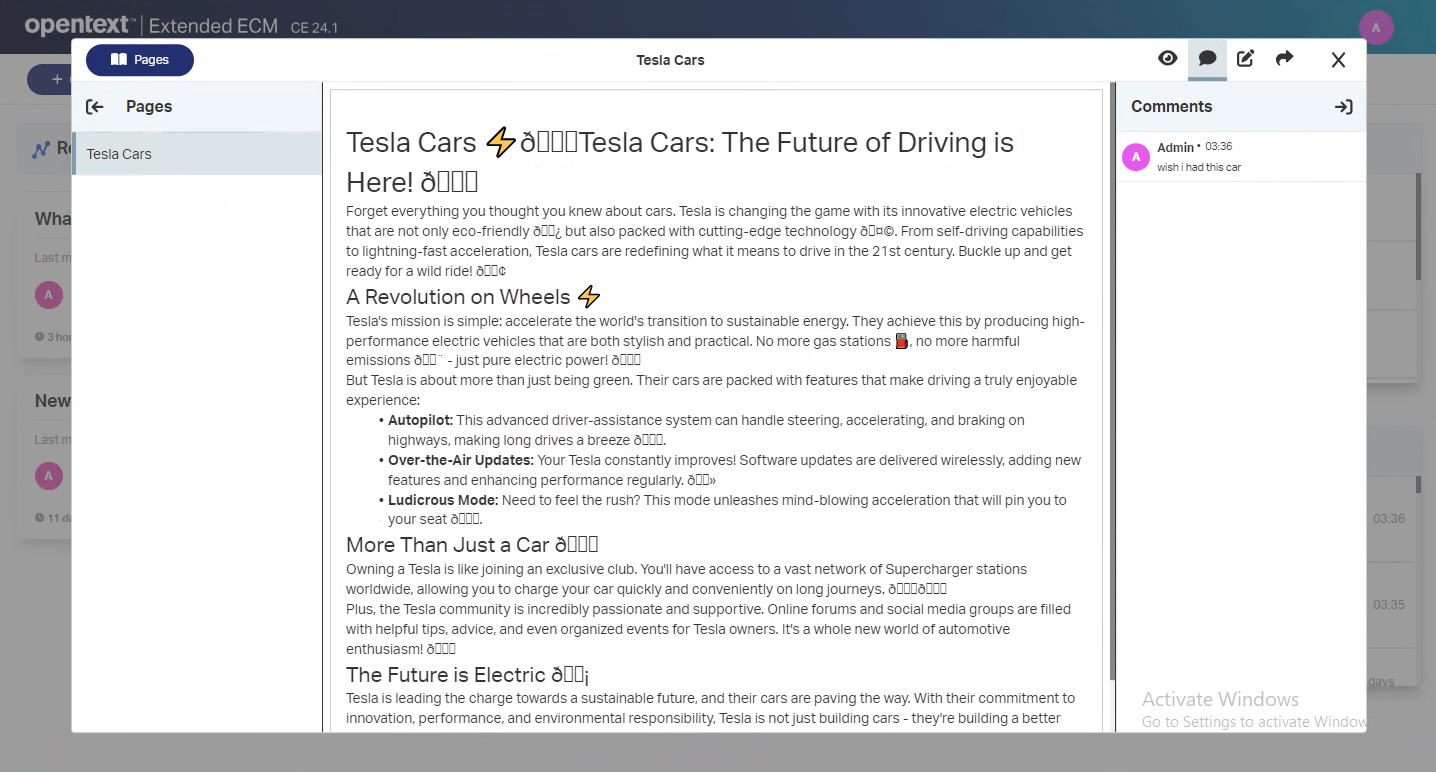 opentext™ | Extended ECM CE 24.1
A
Pages
Tesla Cars
Pages
Tesla Cars
Comments
A
Admin • 03:36
wish i had this car
Tesla Cars ⚡ð Tesla Cars: The Future of Driving is
Here! ð
Forget everything you thought you knew about cars. Tesla is changing the game with its innovative electric vehicles
that are not only eco-friendly ð¿ but also packed with cutting-edge technology ð¤©. From self-driving capabilities
to lightning-fast acceleration, Tesla cars are redefining what it means to drive in the 21st century. Buckle up and get
ready for a wild ride! ð¢
A Revolution on Wheels ⚡
Tesla's mission is simple: accelerate the world's transition to sustainable energy. They achieve this by producing high-
performance electric vehicles that are both stylish and practical. No more gas stations ⛽, no more harmful
emissions ð¨ - just pure electric power! ð
But Tesla is about more than just being green. Their cars are packed with features that make driving a truly enjoyable
experience:
• Autopilot: This advanced driver-assistance system can handle steering, accelerating, and braking on
highways, making long drives a breeze ð.
• Over-the-Air Updates: Your Tesla constantly improves! Software updates are delivered wirelessly, adding new
features and enhancing performance regularly. ð»
• Ludicrous Mode: Need to feel the rush? This mode unleashes mind-blowing acceleration that will pin you to
your seat ð.
More Than Just a Car ð
Owning a Tesla is like joining an exclusive club. You'll have access to a vast network of Supercharger stations
worldwide, allowing you to charge your car quickly and conveniently on long journeys. ðð
Plus, the Tesla community is incredibly passionate and supportive. Online forums and social media groups are filled
with helpful tips, advice, and even organized events for Tesla owners. It's a whole new world of automotive
enthusiasm! ð
The Future is Electric ð¡
Tesla is leading the charge towards a sustainable future, and their cars are paving the way. With their commitment to
innovation, performance, and environmental responsibility, Tesla is not just building cars - they're building a better
Last m
A
3 ho
New
Last m
A
11 da
03:36
03:35
days
Activate Windows
Go to Settings to activate Window